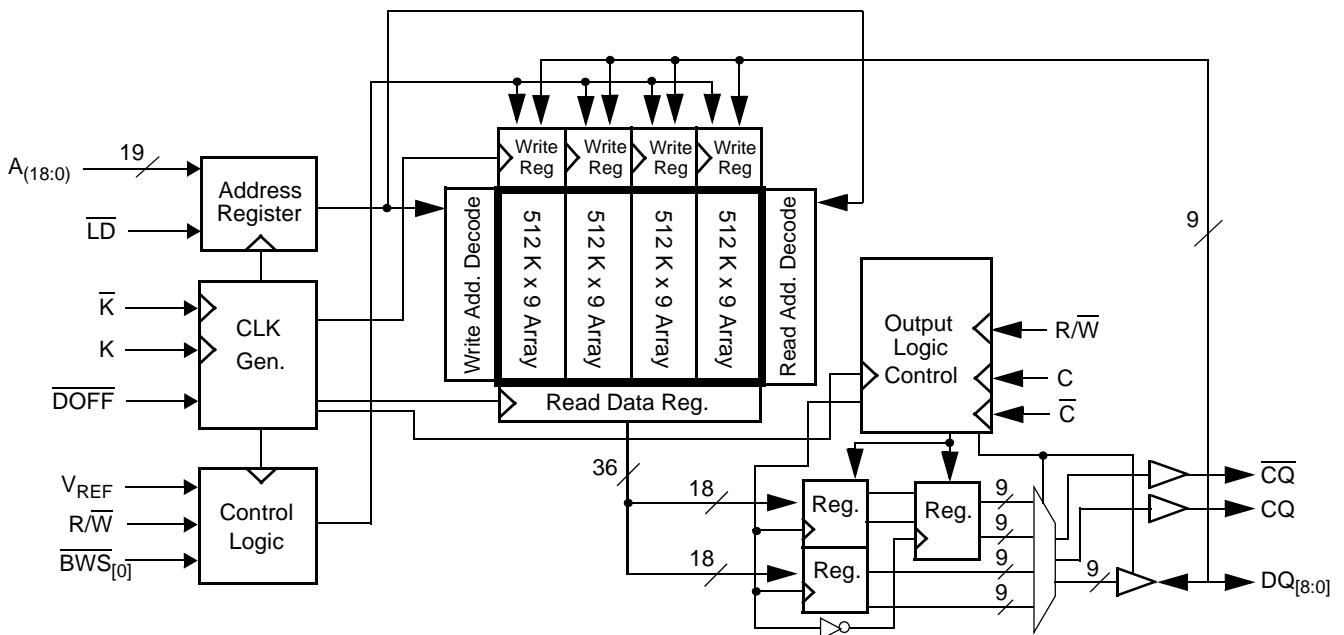 A(18:0)
19
LD
Address
Register
K
K
DOFF
CLK
Gen.
VREF
R/W
BWS[0]
Control
Logic
Write
Reg
Write
Reg
Write
Reg
Write
Reg
Write Add. Decode
512 K x 9 Array
512 K x 9 Array
512 K x 9 Array
512 K x 9 Array
Read Add. Decode
Read Data Reg.
9
Output
Logic
Control
R/W
C
C
36
18
18
Reg.
Reg.
Reg.
9
9
9
9
9
CQ
CQ
DQ[8:0]